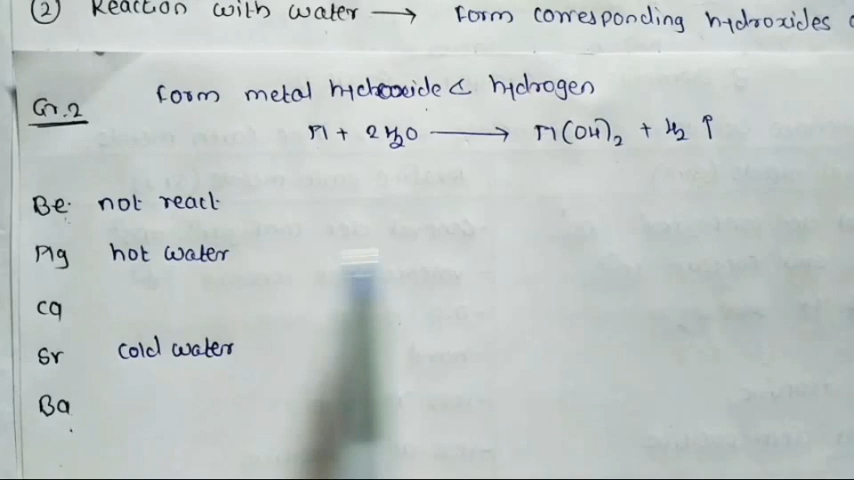 ② Reaction with water ⟶ form corresponding hydroxides
Gr.2 form metal hydroxide & hydrogen
M + 2H₂O ⟶ M(OH)₂ + H₂ ↑
Be not react
Mg hot water
Ca
Sr cold water
Ba